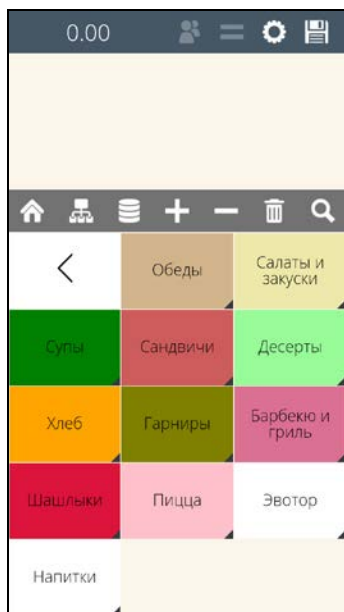 0.00
Обеды
Салаты и
закуски
Супы
Сандвичи
Десерты
Хлеб
Гарниры
Барбекю и
гриль
Шашлыки
Пицца
Эвотор
Напитки